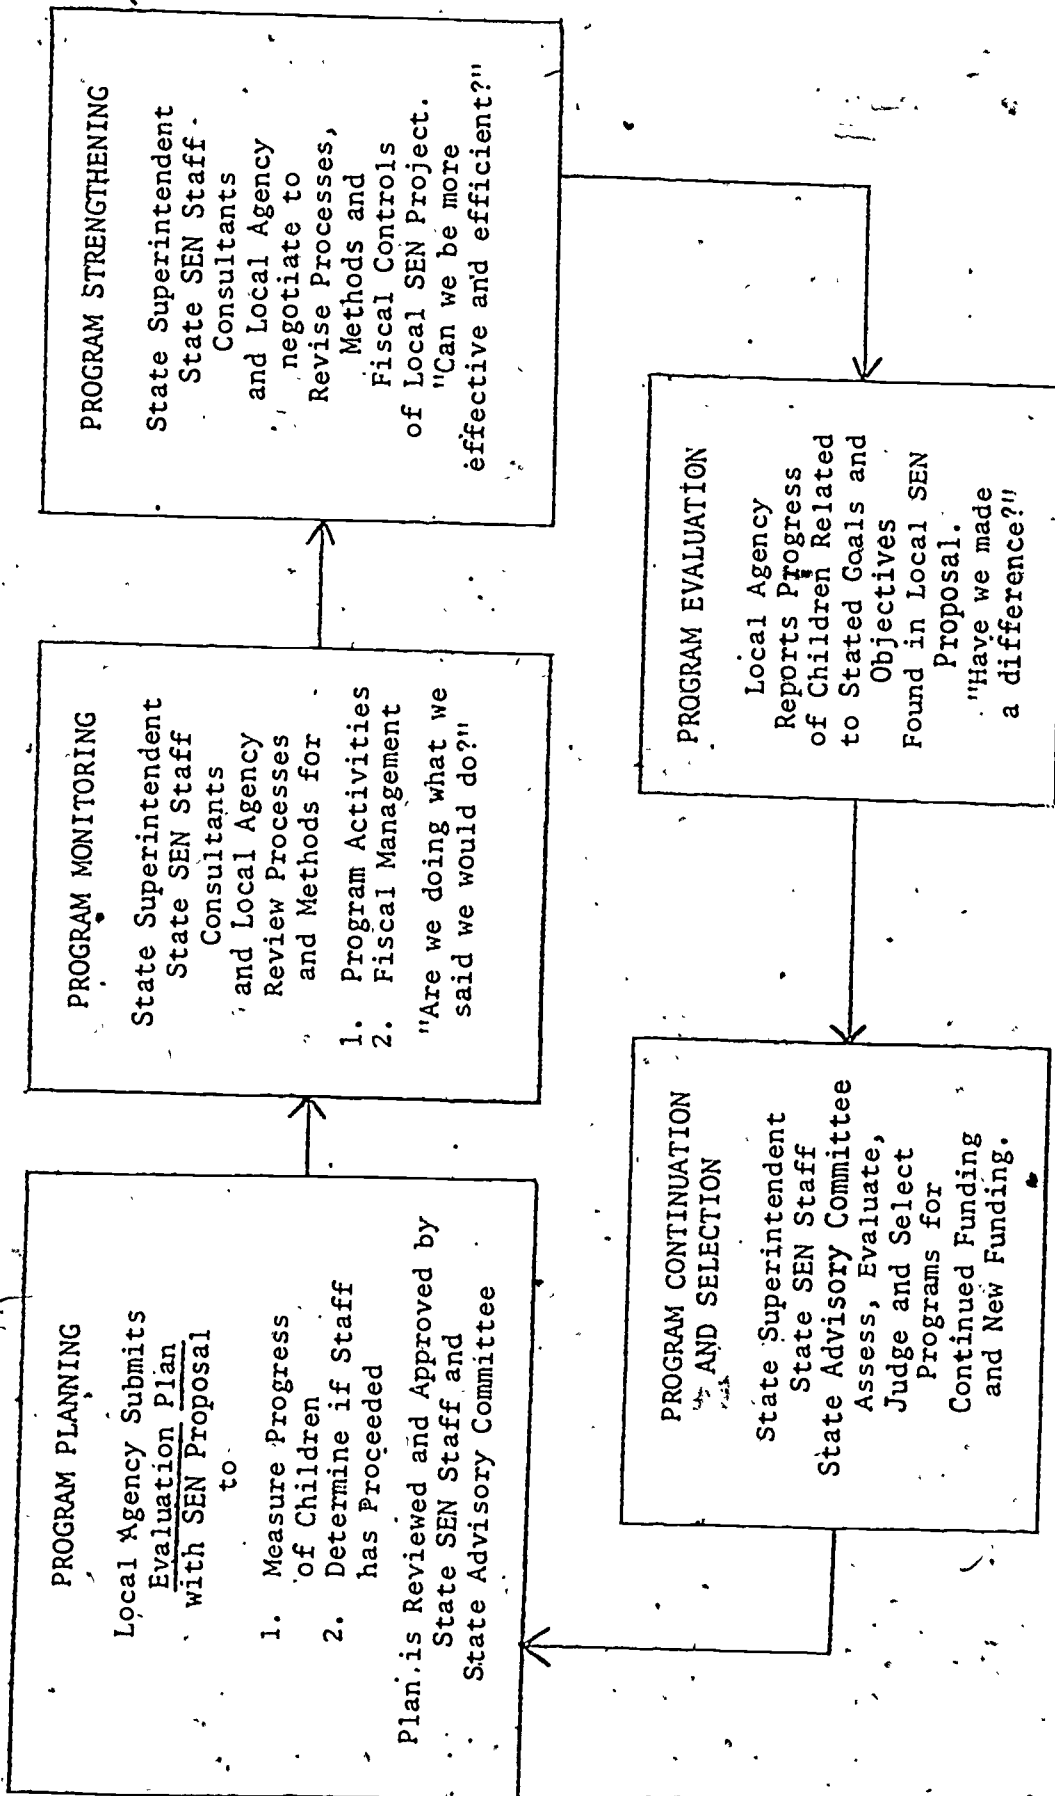 PROGRAM PLANNING
Local Agency Submits
Evaluation Plan
with SEN Proposal
to
1. Measure Progress
of Children
2. Determine if Staff
has Proceeded
Plan is Reviewed and Approved by
State SEN Staff and
State Advisory Committee
PROGRAM MONITORING
State Superintendent
State SEN Staff
Consultants
and Local Agency
Review Processes
and Methods for
1. Program Activities
2. Fiscal Management
"Are we doing what we
said we would do?"
PROGRAM STRENGTHENING
State Superintendent
State SEN Staff
Consultants
and Local Agency
negotiate to
Revise Processes,
Methods and
Fiscal Controls
of Local SEN Project.
"Can we be more
effective and efficient?"
PROGRAM EVALUATION
Local Agency
Reports Progress
of Children Related
to Stated Goals and
Objectives
Found in Local SEN
Proposal.
"Have we made
a difference?"
PROGRAM CONTINUATION
AND SELECTION
State Superintendent
State SEN Staff
State Advisory Committee
Assess, Evaluate,
Judge and Select
Programs for
Continued Funding
and New Funding.